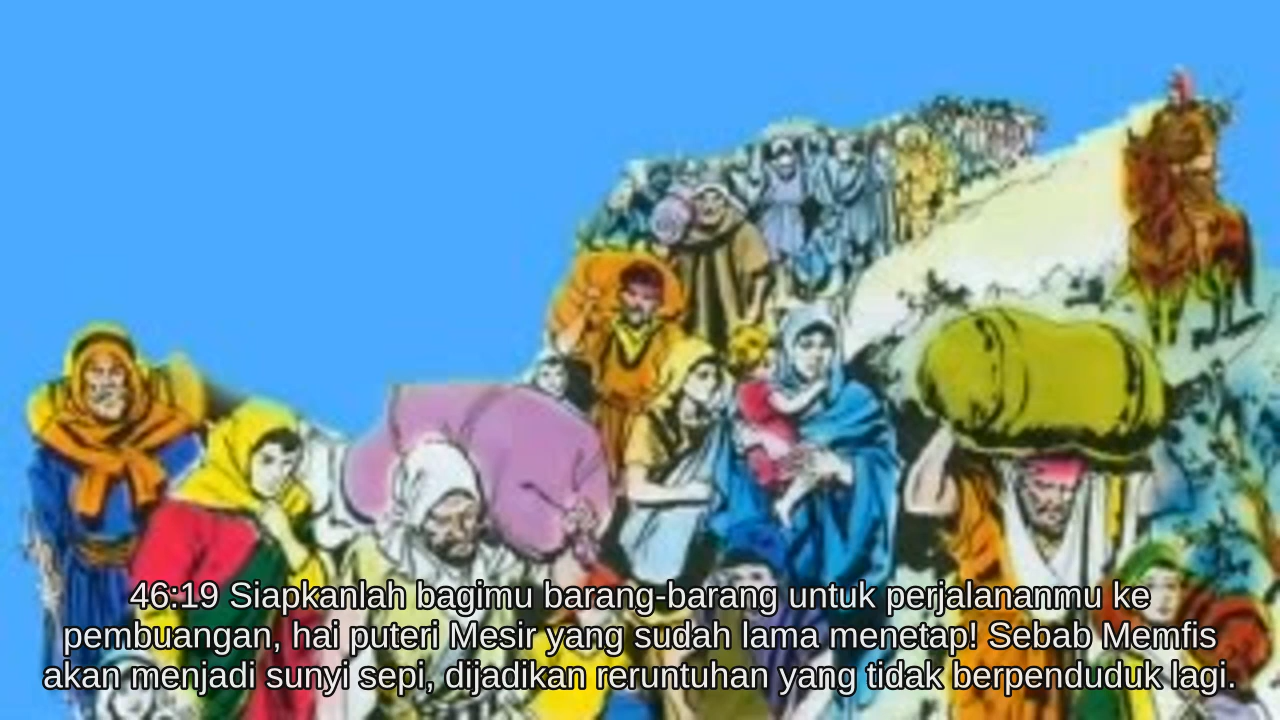 46:19 Siapkanlah bagimu barang-barang untuk perjalananmu ke
pembuangan, hai puteri Mesir yang sudah lama menetap! Sebab Memfis
akan menjadi sunyi sepi, dijadikan reruntuhan yang tidak berpenduduk lagi.